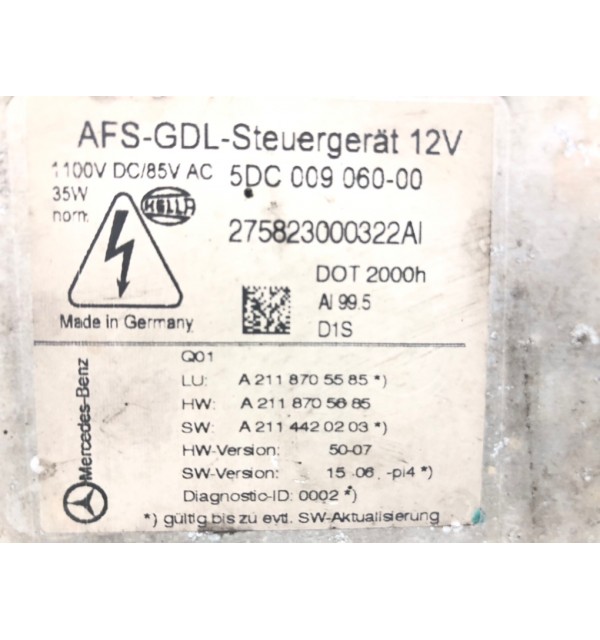 AFS-GDL-Steuergerät 12V
1100V DC/85V AC 5DC 009 060-00
35W
nom.
HELLA
275823000322AI
DOT 2000h
AI 99.5
D1S
Made in Germany
Q01
LU: A 211 870 55 85 *)
HW: A 211 870 56 85
SW: A 211 442 02 03 *)
HW-Version: 50-07
SW-Version: 15.06. -pi4 *)
Diagnostic-ID: 0002 *)
*) gültig bis zu evtl. SW-Aktualisierung
Mercedes-Benz